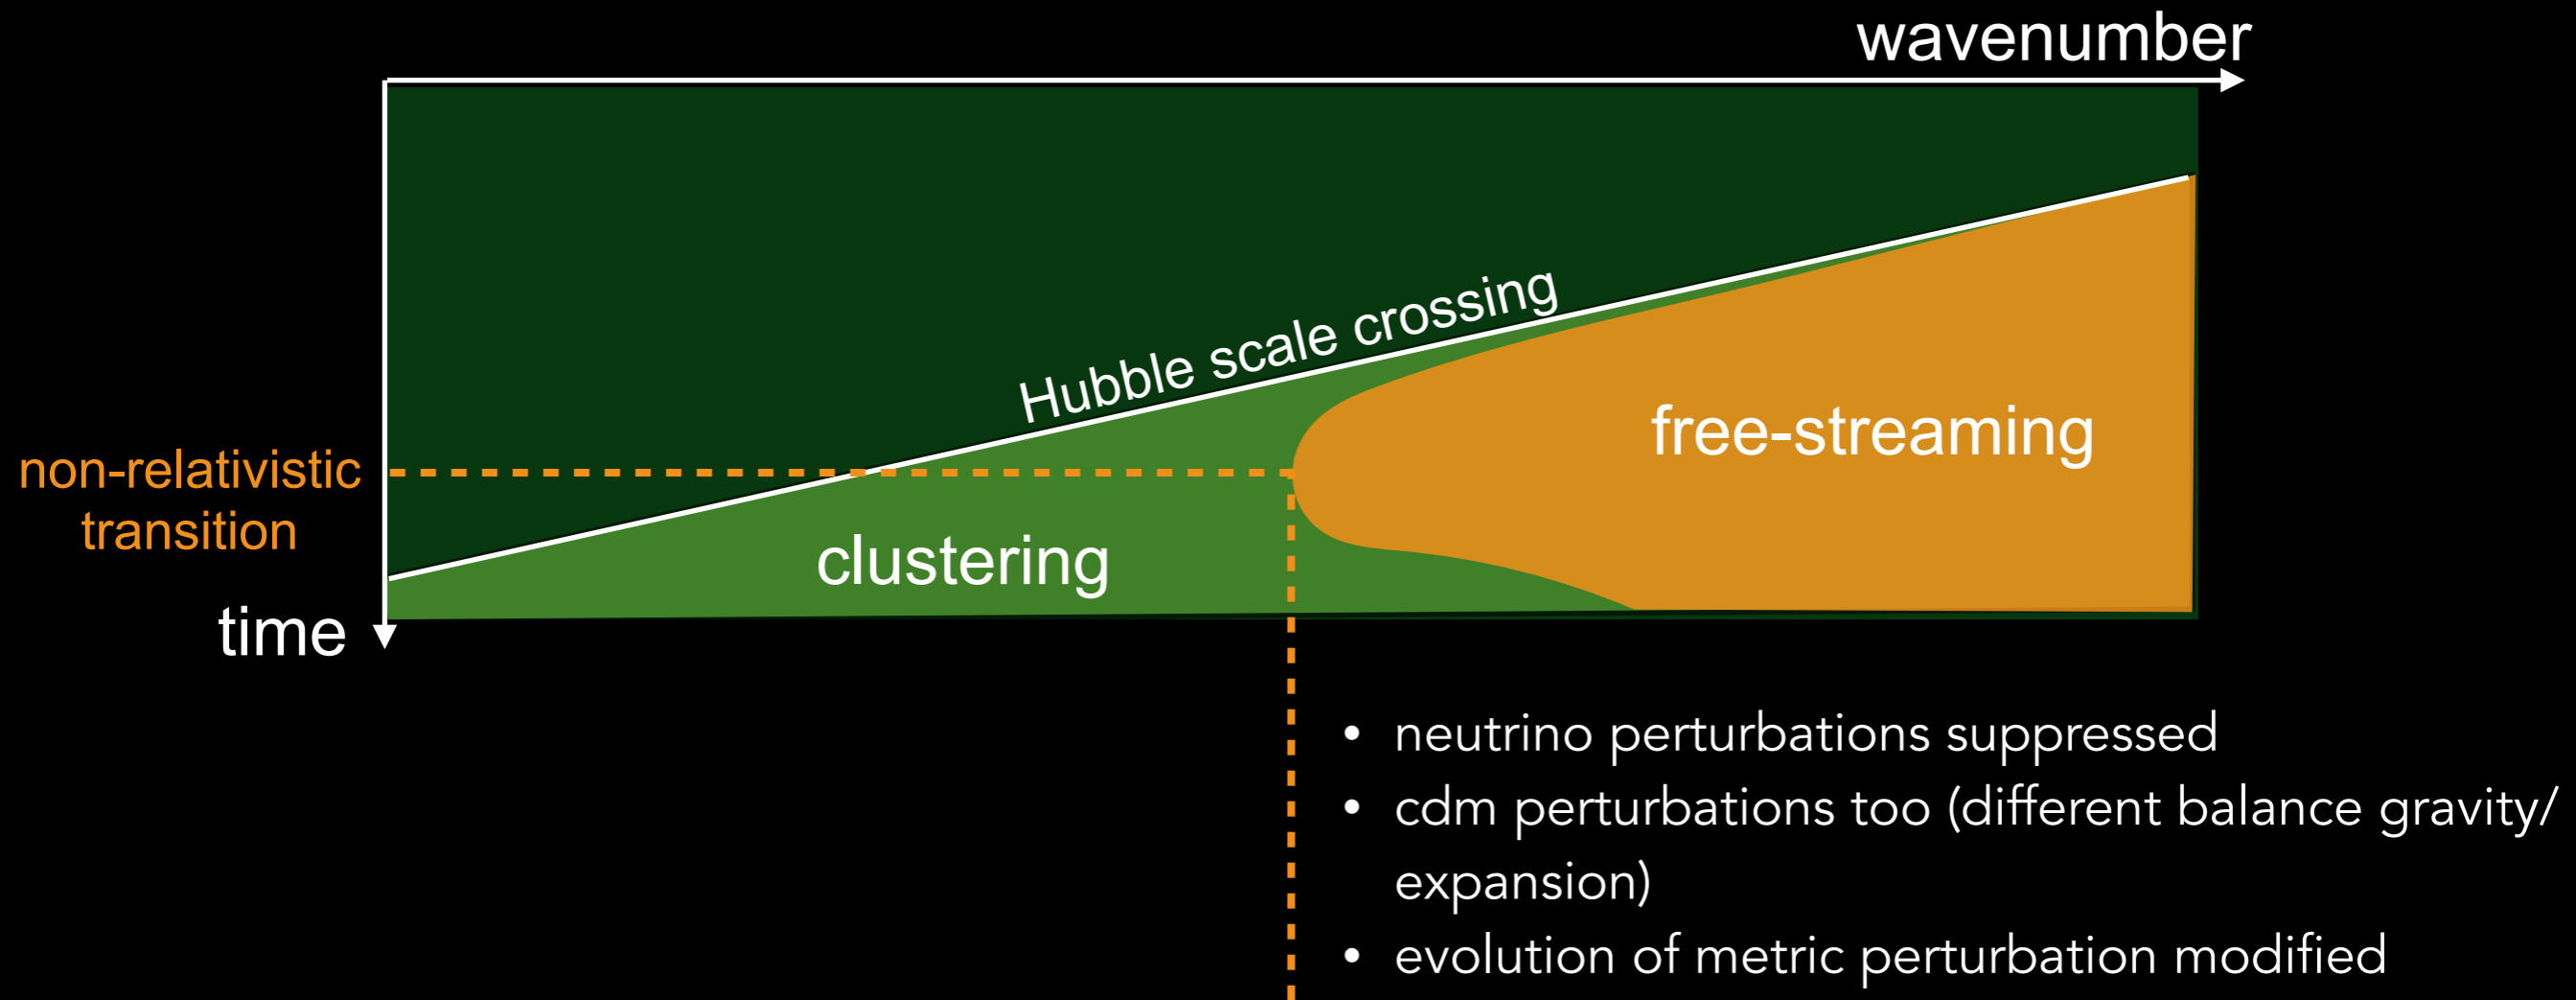 wavenumber
Hubble scale crossing
free-streaming
non-relativistic
transition
clustering
time
• neutrino perturbations suppressed
• cdm perturbations too (different balance gravity/
expansion)
• evolution of metric perturbation modified